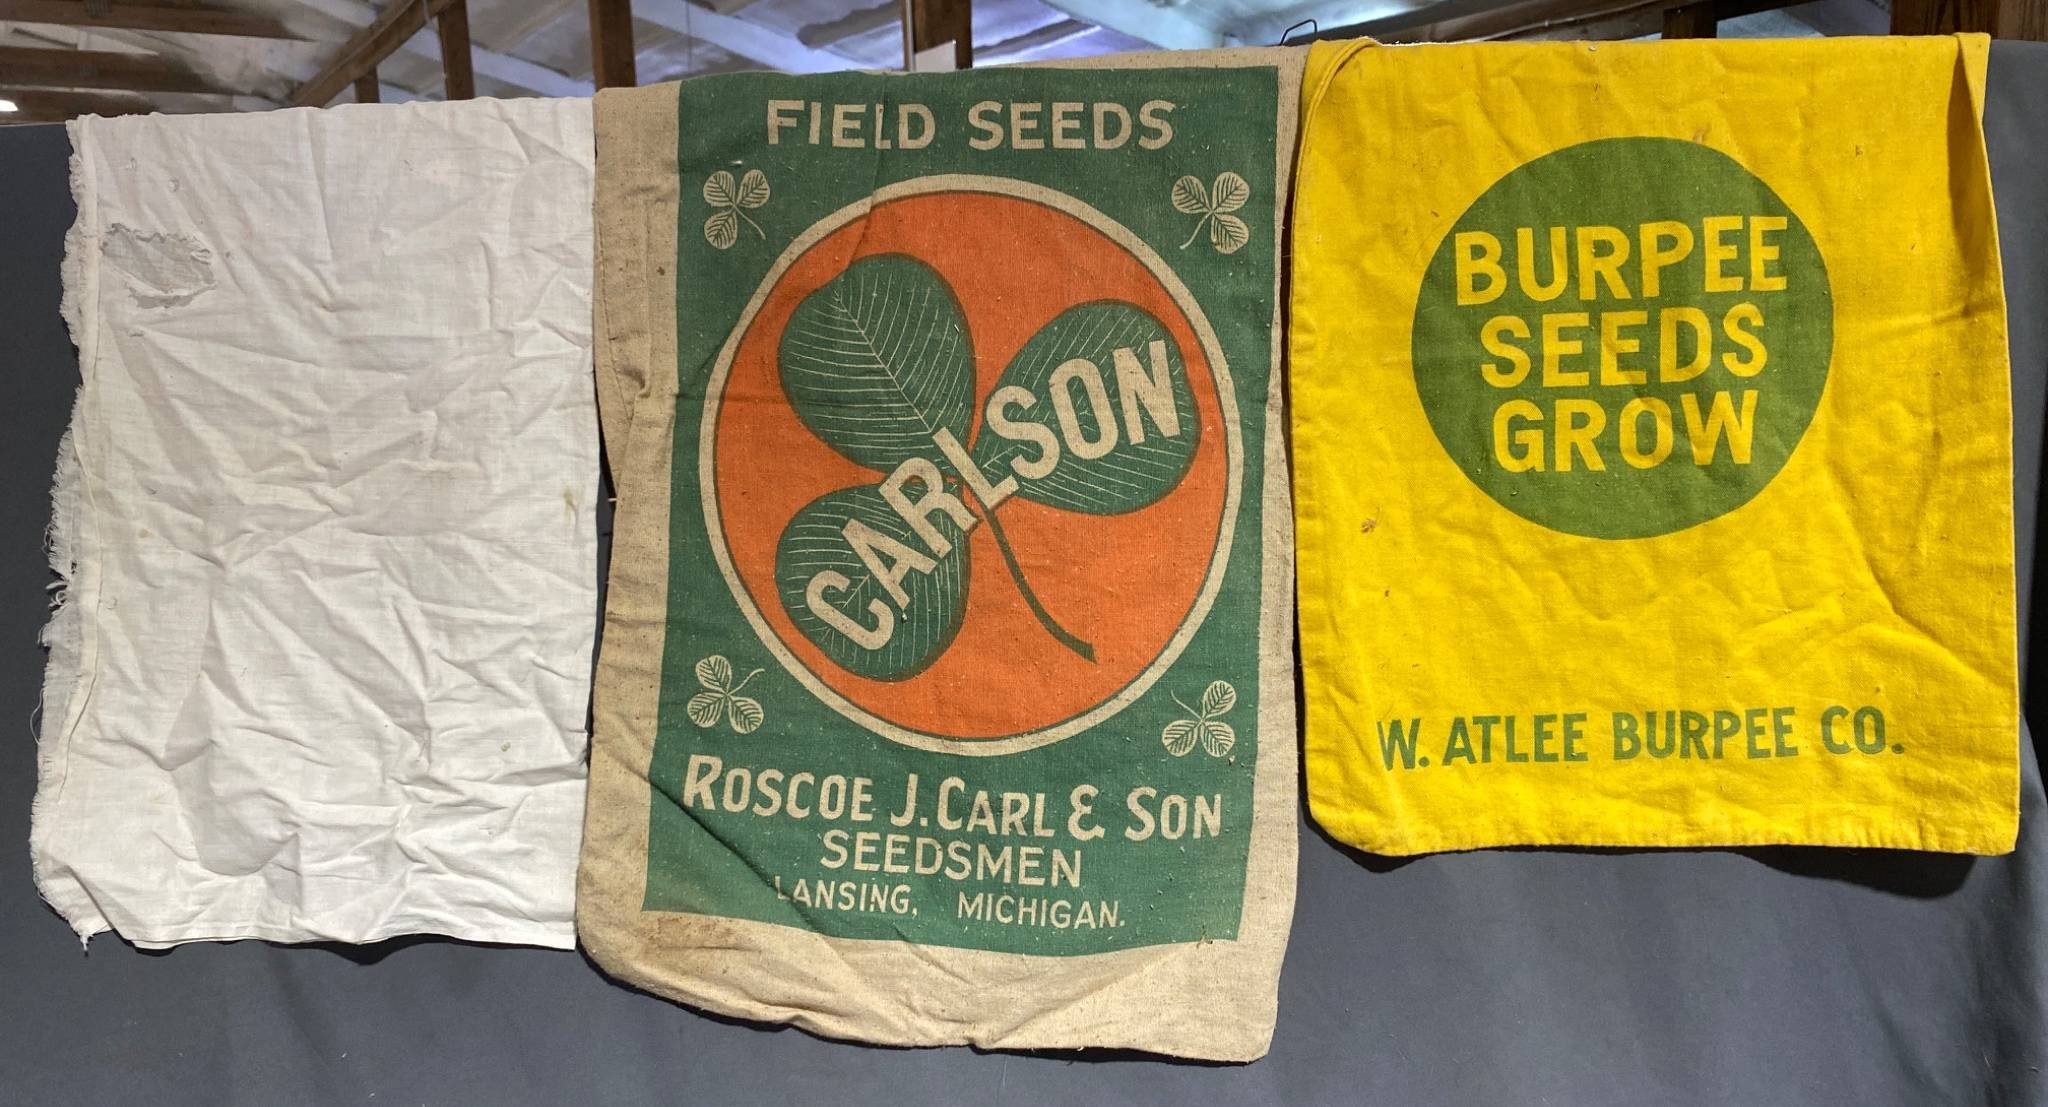 FIELD SEEDS
CARLSON
ROSCOE J. CARL & SON
SEEDSMEN
LANSING, MICHIGAN.
BURPEE
SEEDS
GROW
W. ATLEE BURPEE CO.